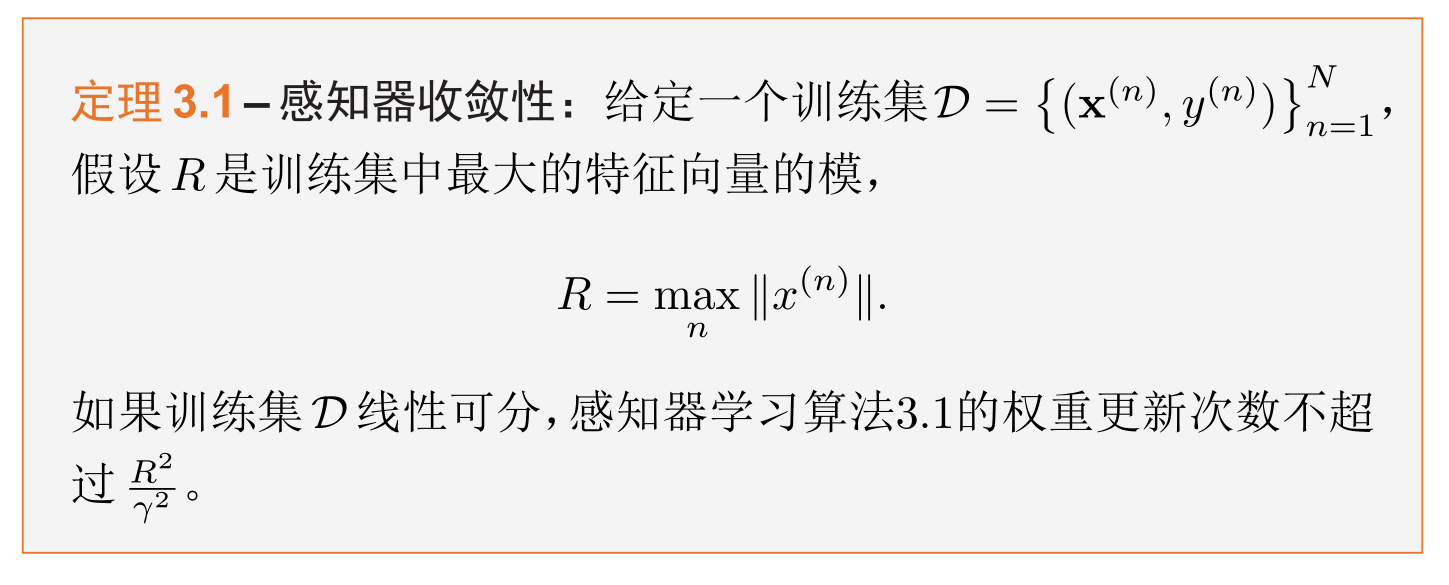 定理 3.1 – 感知器收敛性：给定一个训练集 𝒟 = {(𝐱⁽ⁿ⁾, y⁽ⁿ⁾)}ᴺₙ₌₁，
假设 R 是训练集中最大的特征向量的模，
R = max ‖x⁽ⁿ⁾‖.
n
如果训练集 𝒟 线性可分，感知器学习算法3.1的权重更新次数不超
过 R²/γ² 。